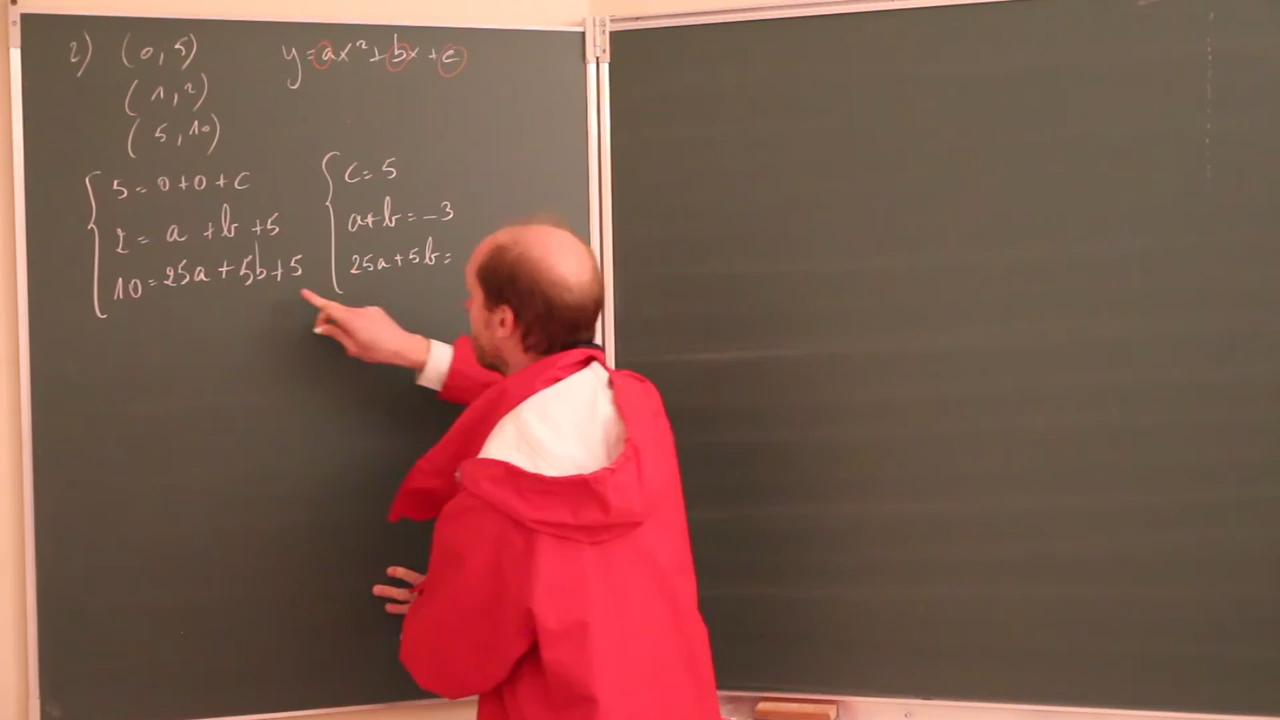 2) (0,5) y=ax²+bx+c
(1,2)
(5,10)
5=0+0+c
2=a+b+5
10=25a+5b+5
c=5
a+b=-3
25a+5b=